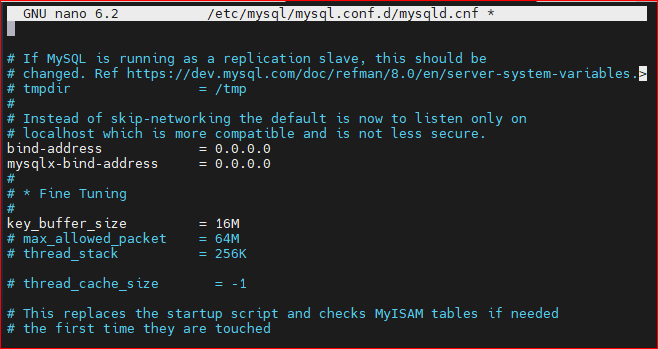 GNU nano 6.2 /etc/mysql/mysql.conf.d/mysqld.cnf *
# If MySQL is running as a replication slave, this should be
# changed. Ref https://dev.mysql.com/doc/refman/8.0/en/server-system-variables.>
# tmpdir = /tmp
#
# Instead of skip-networking the default is now to listen only on
# localhost which is more compatible and is not less secure.
bind-address = 0.0.0.0
mysqlx-bind-address = 0.0.0.0
#
# * Fine Tuning
#
key_buffer_size = 16M
# max_allowed_packet = 64M
# thread_stack = 256K
# thread_cache_size = -1
# This replaces the startup script and checks MyISAM tables if needed
# the first time they are touched